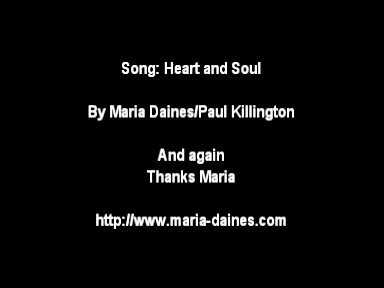 Song: Heart and Soul
By Maria Daines/Paul Killington
And again
Thanks Maria
http://www.maria-daines.com